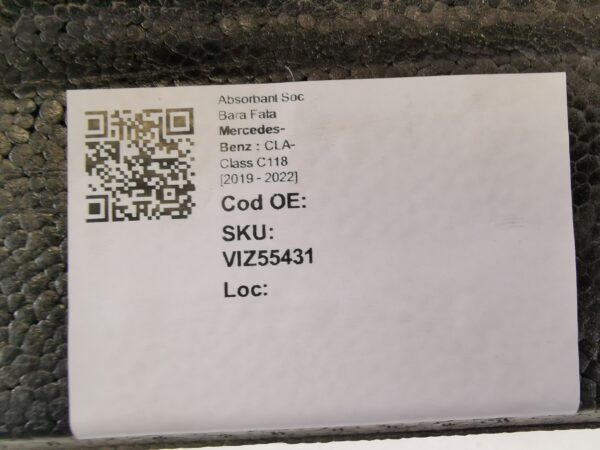 Absorbant Soc
Bara Fata
Mercedes-
Benz : CLA-
Class C118
[2019 - 2022]
Cod OE:
SKU:
VIZ55431
Loc: